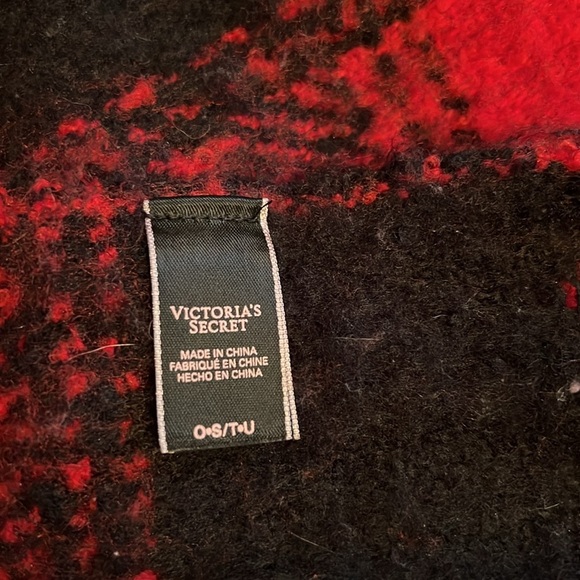 VICTORIA'S
SECRET
MADE IN CHINA
FABRIQUÉ EN CHINE
HECHO EN CHINA
O•S/T•U